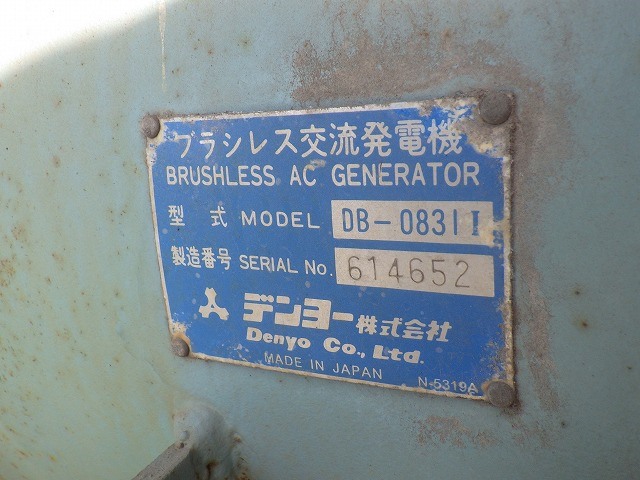 ブラシレス交流発電機
BRUSHLESS AC GENERATOR
型式 MODEL DB-0831I
製造番号 SERIAL No. 614652
デンヨー株式会社
Denyo Co., Ltd.
MADE IN JAPAN
N-5319A